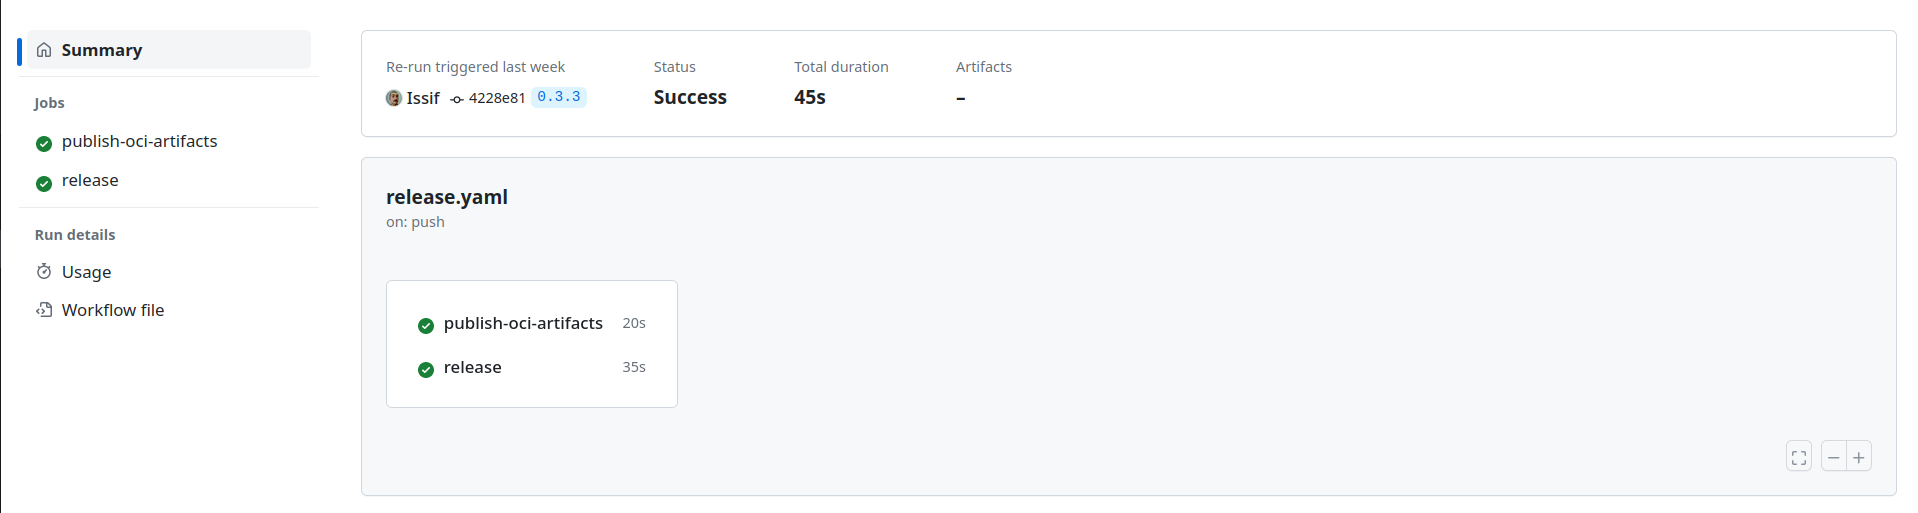 Summary
Jobs
publish-oci-artifacts
release
Run details
Usage
Workflow file
Re-run triggered last week
Issif 4228e81 0.3.3
Status
Success
Total duration
45s
Artifacts
–
release.yaml
on: push
publish-oci-artifacts 20s
release 35s